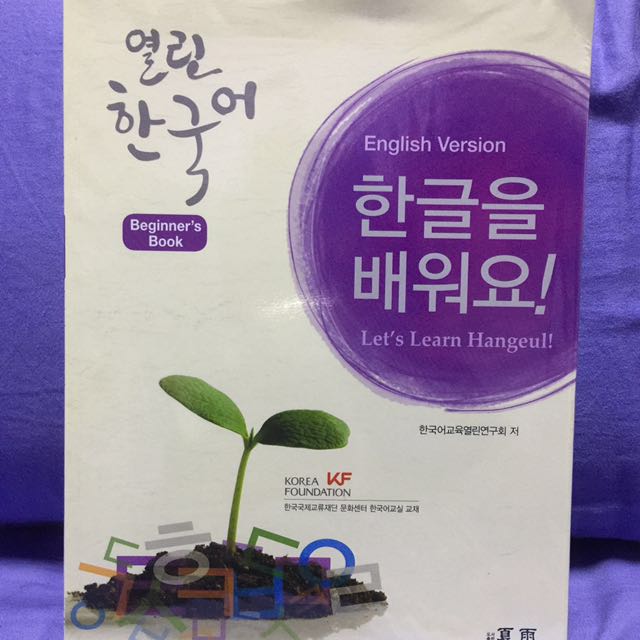 열린
한국어
Beginner's
Book
English Version
한글을
배워요!
Let's Learn Hangeul!
한국어교육열린연구회 저
KOREA KF
FOUNDATION
한국국제교류재단 문화센터 한국어교실 교재
夏雨